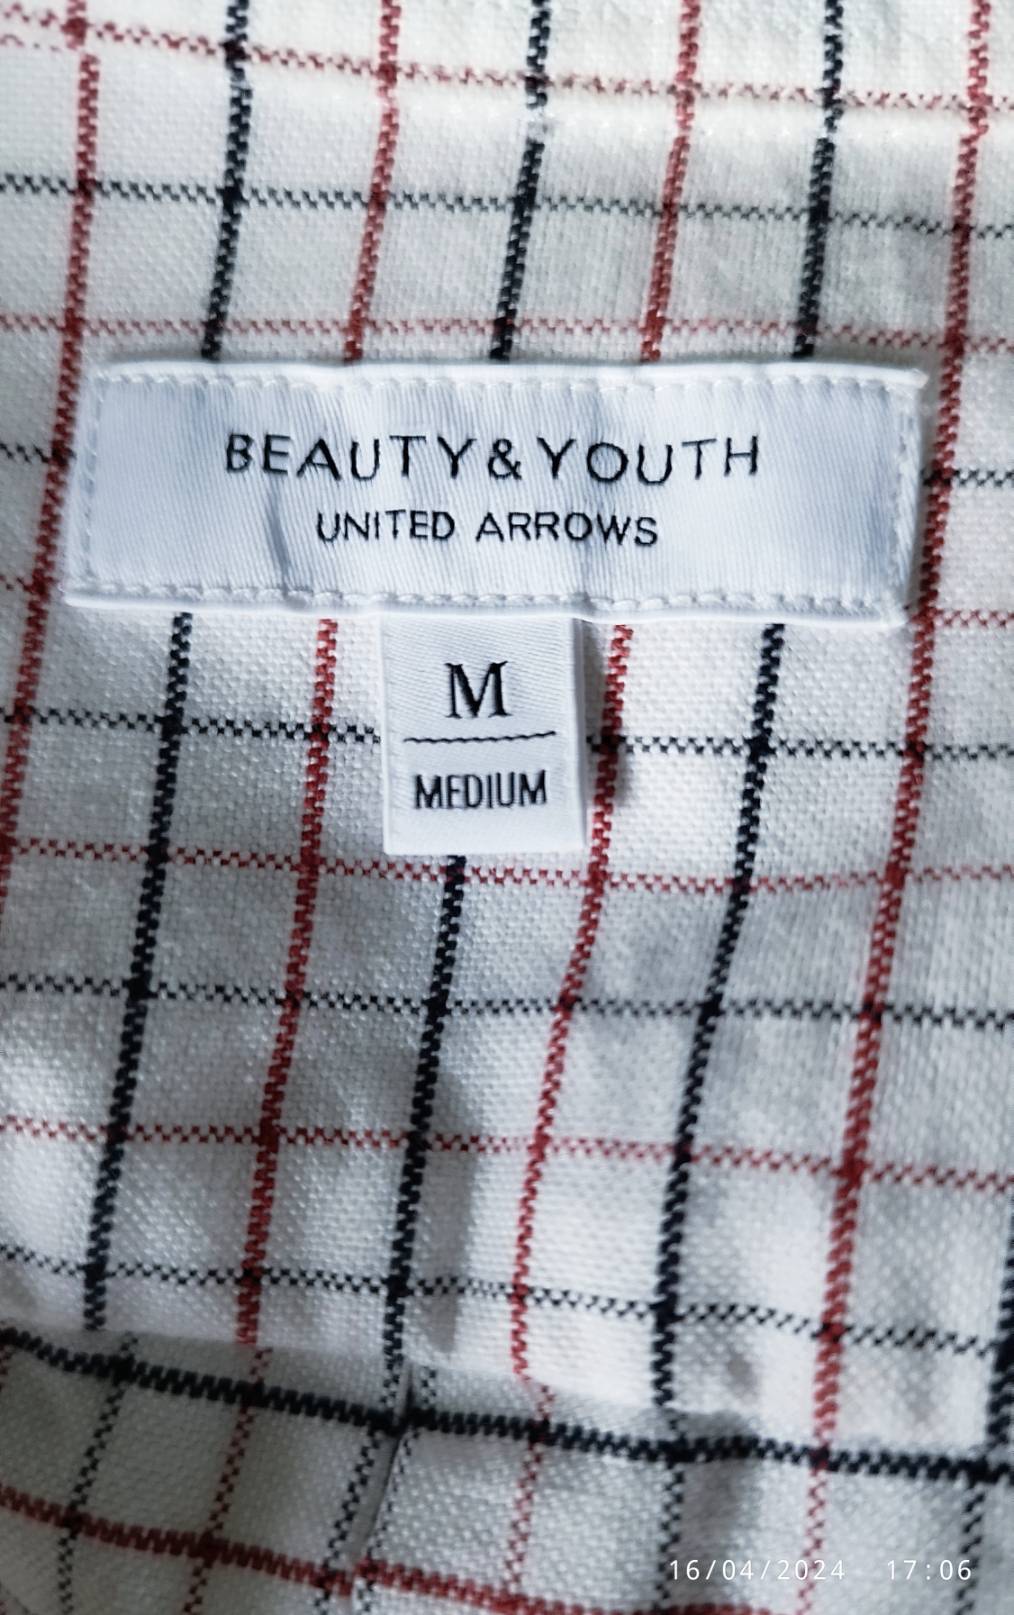 BEAUTY&YOUTH
UNITED ARROWS
M
MEDIUM
16/04/2024 17:06